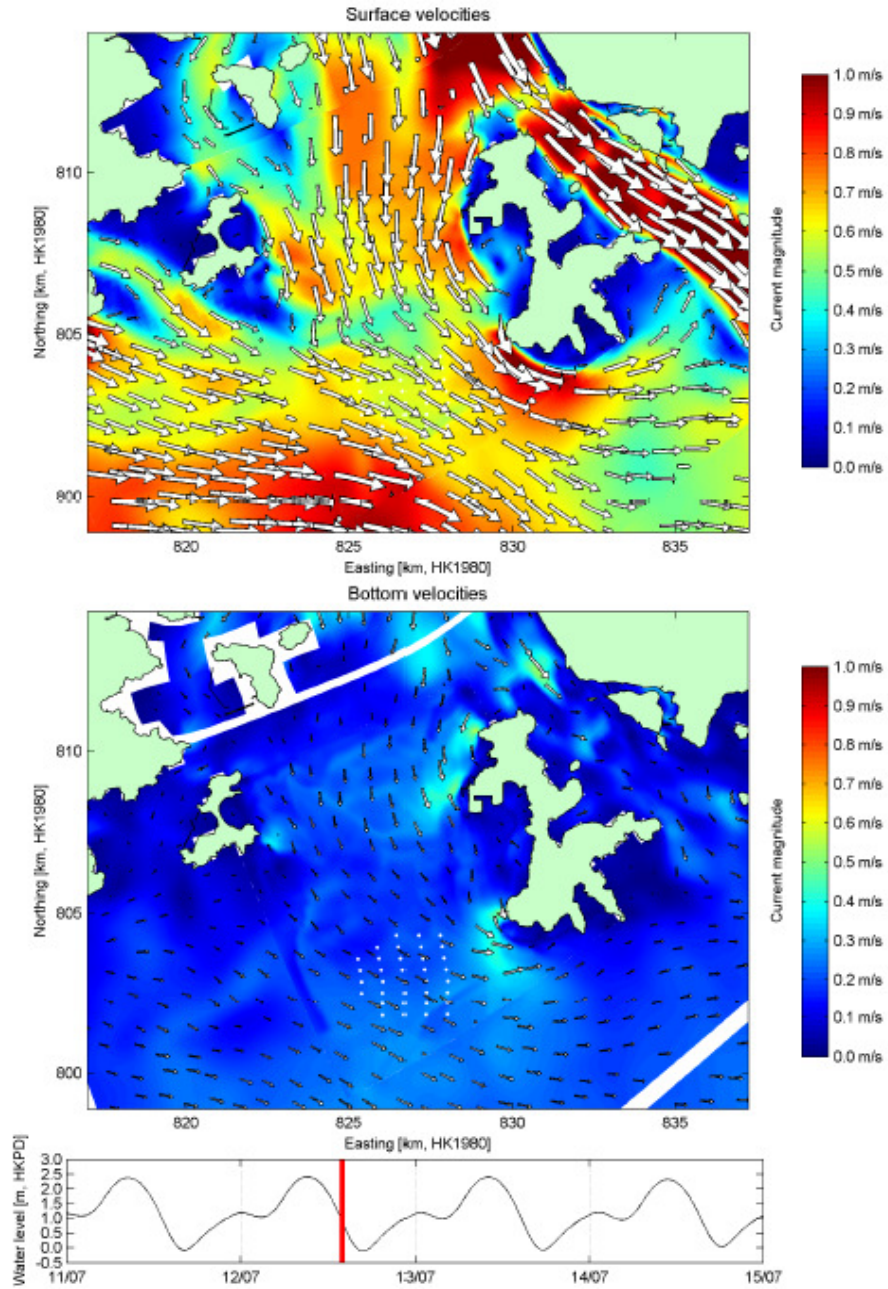 Surface velocities
810
805
800
Northing [km, HK1980]
820
825
830
835
Easting [km, HK1980]
1.0 m/s
0.9 m/s
0.8 m/s
0.7 m/s
0.6 m/s
0.5 m/s
0.4 m/s
0.3 m/s
0.2 m/s
0.1 m/s
0.0 m/s
Current magnitude
Bottom velocities
810
805
800
Northing [km, HK1980]
820
825
830
835
Easting [km, HK1980]
1.0 m/s
0.9 m/s
0.8 m/s
0.7 m/s
0.6 m/s
0.5 m/s
0.4 m/s
0.3 m/s
0.2 m/s
0.1 m/s
0.0 m/s
Current magnitude
Water level [m, HKPD]
3.0
2.5
2.0
1.5
1.0
0.5
0.0
-0.5
11/07
12/07
13/07
14/07
15/07